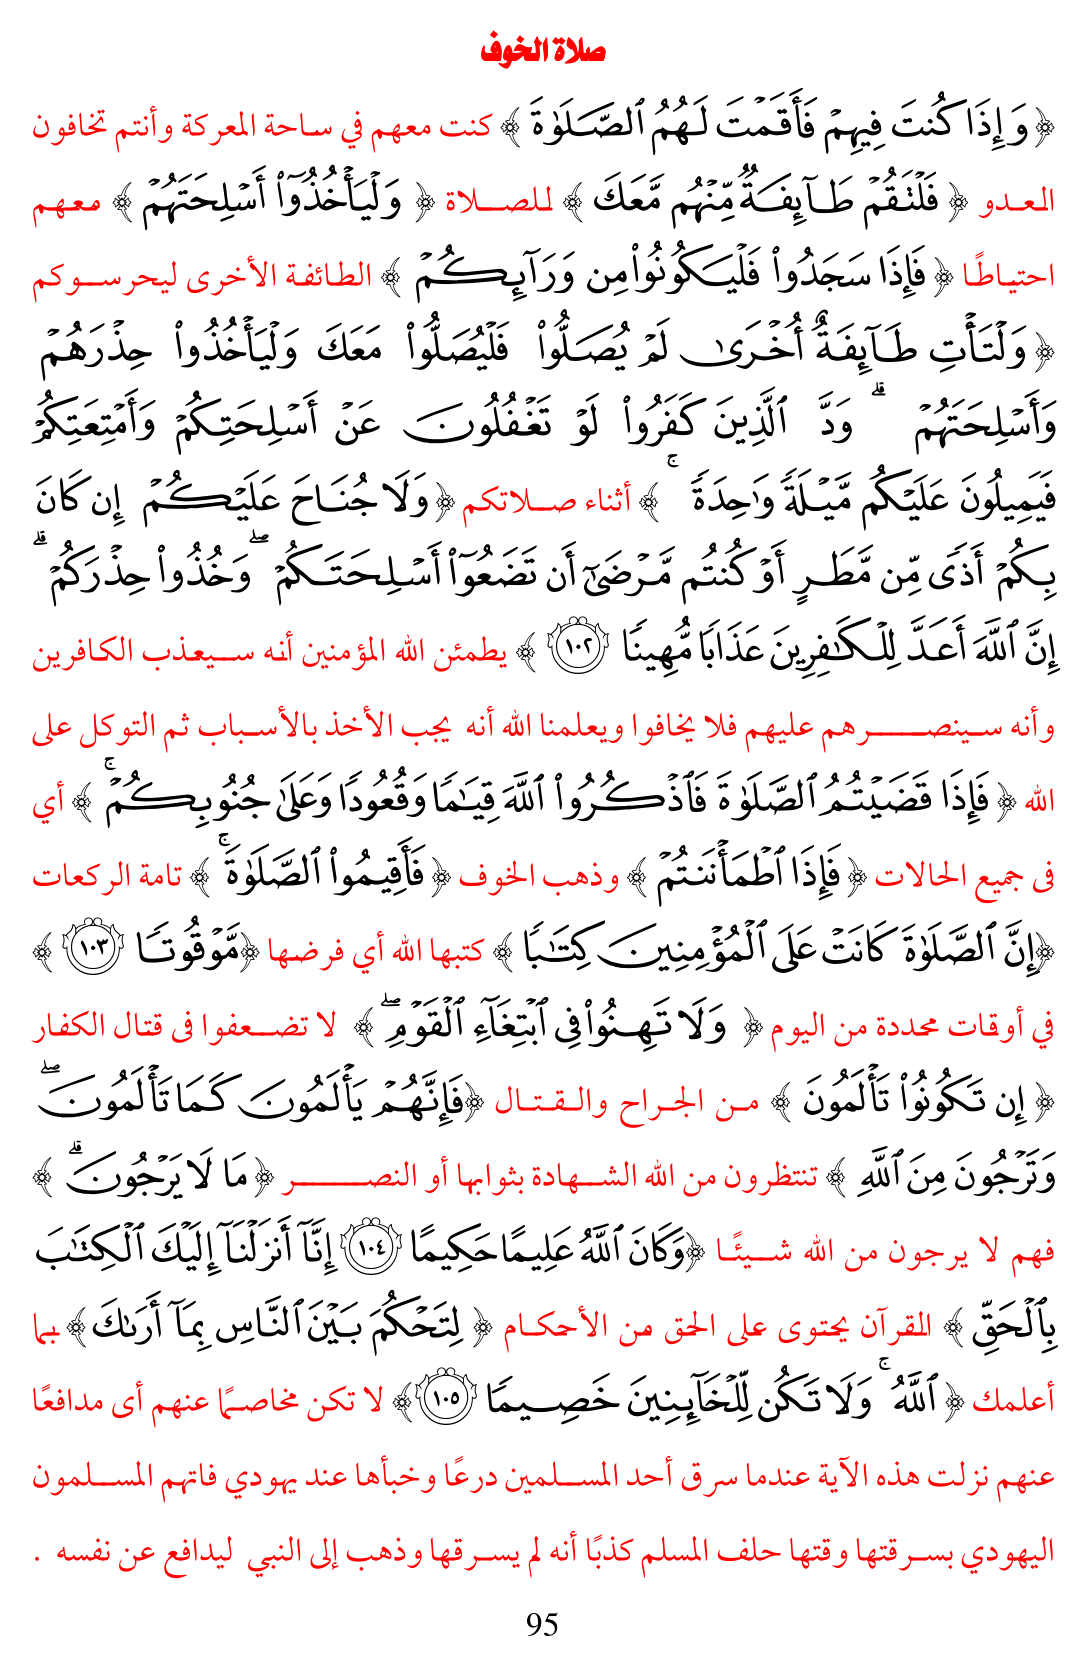 صلاة الخوف
﴿ وَإِذَا كُنتَ فِيهِمْ فَأَقَمْتَ لَهُمُ ٱلصَّلَوٰةَ ﴾ كنت معهم في ساحة المعركة وأنتم تخافون
العدو ﴿ فَلْتَقُمْ طَآئِفَةٌ مِّنْهُم مَّعَكَ ﴾ للصلاة ﴿ وَلْيَأْخُذُوٓا۟ أَسْلِحَتَهُمْ ﴾ معهم
احتياطًا ﴿ فَإِذَا سَجَدُوا۟ فَلْيَكُونُوا۟ مِن وَرَآئِكُمْ ﴾ الطائفة الأخرى ليحرسوكم
﴿ وَلْتَأْتِ طَآئِفَةٌ أُخْرَىٰ لَمْ يُصَلُّوا۟ فَلْيُصَلُّوا۟ مَعَكَ وَلْيَأْخُذُوا۟ حِذْرَهُمْ
وَأَسْلِحَتَهُمْ ۗ وَدَّ الَّذِينَ كَفَرُوا۟ لَوْ تَغْفُلُونَ عَنْ أَسْلِحَتِكُمْ وَأَمْتِعَتِكُمْ
فَيَمِيلُونَ عَلَيْكُم مَّيْلَةً وَٰحِدَةً ۚ ﴾ أثناء صلاتكم ﴿ وَلَا جُنَاحَ عَلَيْكُمْ إِن كَانَ
بِكُمْ أَذًى مِّن مَّطَرٍ أَوْ كُنتُم مَّرْضَىٰٓ أَن تَضَعُوٓا۟ أَسْلِحَتَكُمْ ۖ وَخُذُوا۟ حِذْرَكُمْ ۗ
إِنَّ ٱللَّهَ أَعَدَّ لِلْكَٰفِرِينَ عَذَابًا مُّهِينًا ١٠٢ ﴾ يطمئن الله المؤمنين أنه سيعذب الكافرين
وأنه سينصرهم عليهم فلا يخافوا ويعلمنا الله أنه يجب الأخذ بالأسباب ثم التوكل على
الله ﴿ فَإِذَا قَضَيْتُمُ ٱلصَّلَوٰةَ فَٱذْكُرُوا۟ ٱللَّهَ قِيَٰمًا وَقُعُودًا وَعَلَىٰ جُنُوبِكُمْ ۚ ﴾ أي
فى جميع الحالات ﴿ فَإِذَا ٱطْمَأْنَنتُمْ ﴾ وذهب الخوف ﴿ فَأَقِيمُوا۟ ٱلصَّلَوٰةَ ۚ ﴾ تامة الركعات
﴿إِنَّ ٱلصَّلَوٰةَ كَانَتْ عَلَى ٱلْمُؤْمِنِينَ كِتَٰبًا ﴾ كتبها الله أي فرضها ﴿مَّوْقُوتًا ١٠٣ ﴾
في أوقات محددة من اليوم ﴿ وَلَا تَهِنُوا۟ فِى ٱبْتِغَآءِ ٱلْقَوْمِ ۖ ﴾ لا تضعفوا فى قتال الكفار
﴿ إِن تَكُونُوا۟ تَأْلَمُونَ ﴾ من الجراح والقتال ﴿فَإِنَّهُمْ يَأْلَمُونَ كَمَا تَأْلَمُونَ ۖ
وَتَرْجُونَ مِنَ ٱللَّهِ ﴾ تنتظرون من الله الشهادة بثوابها أو النصر ﴿ مَا لَا يَرْجُونَ ۗ ﴾
فهم لا يرجون من الله شيئًا ﴿وَكَانَ ٱللَّهُ عَلِيمًا حَكِيمًا ١٠٤ إِنَّآ أَنزَلْنَآ إِلَيْكَ ٱلْكِتَٰبَ
بِٱلْحَقِّ ﴾ القرآن يحتوى على الحق من الأحكام ﴿ لِتَحْكُمَ بَيْنَ ٱلنَّاسِ بِمَآ أَرَىٰكَ ﴾ بما
أعلمك ﴿ ٱللَّهُ ۚ وَلَا تَكُن لِّلْخَآئِنِينَ خَصِيمًا ١٠٥ ﴾ لا تكن مخاصمًا عنهم أى مدافعًا
عنهم نزلت هذه الآية عندما سرق أحد المسلمين درعًا وخبأها عند يهودي فاتهم المسلمون
اليهودي بسرقتها وقتها حلف المسلم كذبًا أنه لم يسرقها وذهب إلى النبي ليدافع عن نفسه .
95